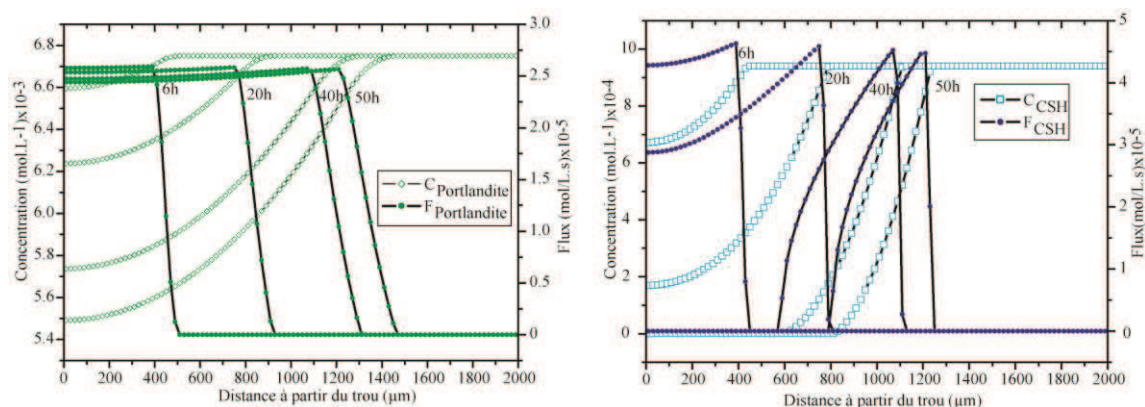 Concentration (mol.L-1)x10-3
6.8
6.6
6.4
6.2
6.0
5.8
5.6
5.4
6h
20h
40h
50h
C Portlandite
F Portlandite
3.0
2.5
2.0
1.5
1.0
0.5
0
Flux (mol/L.s)x10-5
0 200 400 600 800 1000 1200 1400 1600 1800 2000
Distance à partir du trou (µm)
Concentration (mol.L-1)x10-4
10
8
6
4
2
0
6h
20h
40h
50h
C CSH
F CSH
5
4
3
2
1
0
Flux(mol/L.s)x10-5
0 200 400 600 800 1000 1200 1400 1600 1800 2000
Distance à partir du trou (µm)